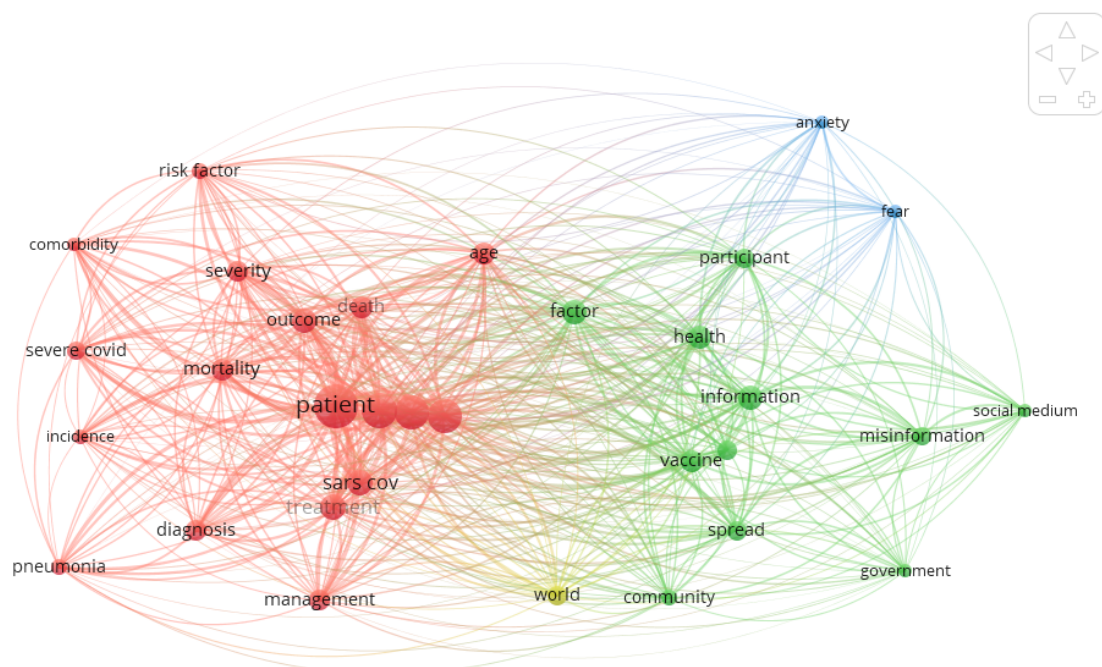 anxiety
risk factor
fear
comorbidity
age
participant
severity
death
factor
outcome
health
severe covid
mortality
information
patient
social medium
incidence
misinformation
vaccine
sars cov
treatment
diagnosis
spread
pneumonia
government
management
world
community